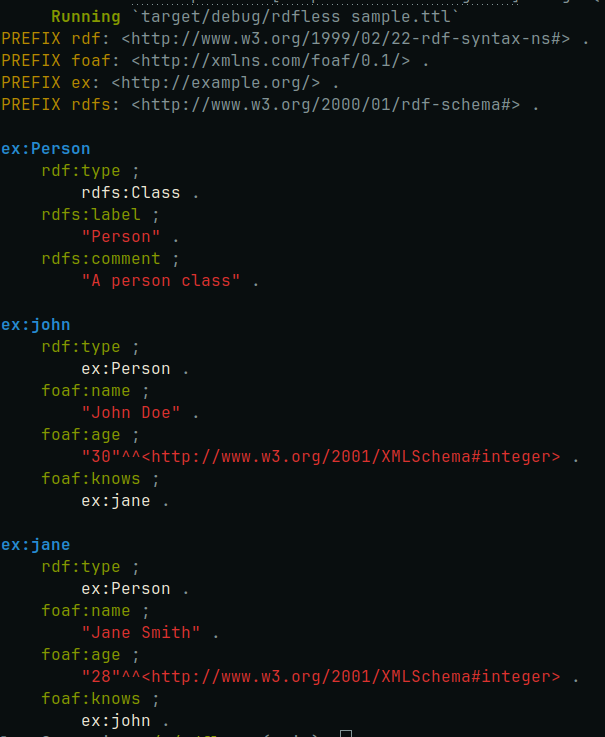 Running `target/debug/rdfless sample.ttl`
PREFIX rdf: <http://www.w3.org/1999/02/22-rdf-syntax-ns#> .
PREFIX foaf: <http://xmlns.com/foaf/0.1/> .
PREFIX ex: <http://example.org/> .
PREFIX rdfs: <http://www.w3.org/2000/01/rdf-schema#> .
ex:Person
rdf:type ;
rdfs:Class .
rdfs:label ;
"Person" .
rdfs:comment ;
"A person class" .
ex:john
rdf:type ;
ex:Person .
foaf:name ;
"John Doe" .
foaf:age ;
"30"^^<http://www.w3.org/2001/XMLSchema#integer> .
foaf:knows ;
ex:jane .
ex:jane
rdf:type ;
ex:Person .
foaf:name ;
"Jane Smith" .
foaf:age ;
"28"^^<http://www.w3.org/2001/XMLSchema#integer> .
foaf:knows ;
ex:john .